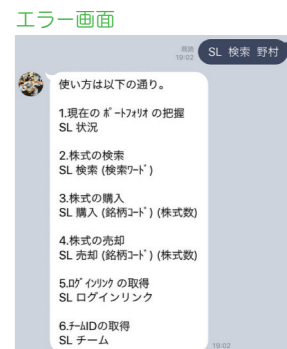 エラー画面
既読
19:02
SL 検索 野村
使い方は以下の通り。
1.現在の ﾎﾟｰﾄﾌｫﾘｵ の把握
SL 状況
2.株式の検索
SL 検索 (検索ﾜｰﾄﾞ)
3.株式の購入
SL 購入 (銘柄ｺｰﾄﾞ) (株式数)
4.株式の売却
SL 売却 (銘柄ｺｰﾄﾞ) (株式数)
5.ﾛｸﾞｲﾝﾘﾝｸ の取得
SL ログインリンク
6.ﾁｰﾑIDの取得
SL チーム
19:02